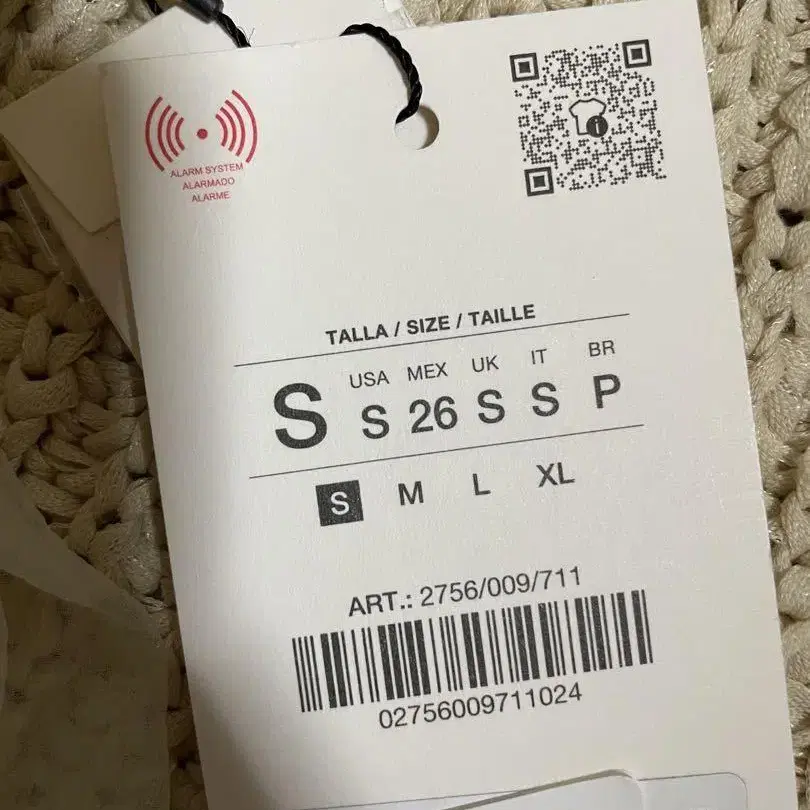 ALARM SYSTEM
ALARMADO
ALARME
i
TALLA / SIZE / TAILLE
USA MEX UK IT BR
S S 26 S S P
S M L XL
ART.: 2756/009/711
02756009711024